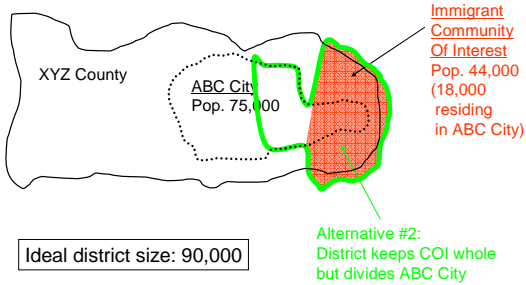 Immigrant
Community
Of Interest
Pop. 44,000
(18,000
residing
in ABC City)
XYZ County
ABC City
Pop. 75,000
Alternative #2:
District keeps COI whole
but divides ABC City
Ideal district size: 90,000